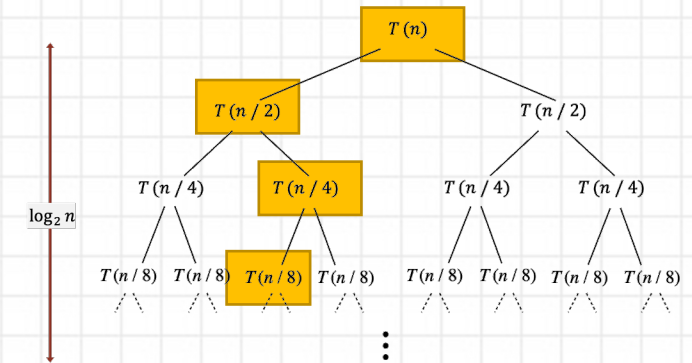 T (n)
T (n / 2)
T (n / 2)
T (n / 4)
T (n / 4)
T (n / 4)
T (n / 4)
log₂ n
T (n / 8)
T (n / 8)
T (n / 8)
T (n / 8)
T (n / 8)
T (n / 8)
T (n / 8)
T (n / 8)